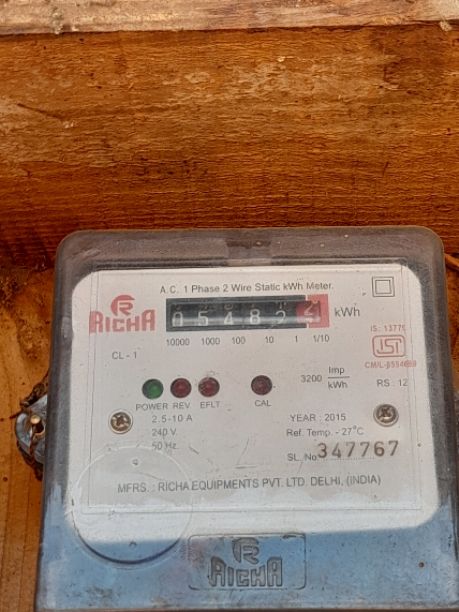 A.C. 1 Phase 2 Wire Static kWh Meter.
RICHA
0 5 4 8 2
kWh
10000 1000 100 10 1 1/10
IS: 13779
ISI
CL - 1
3200 Imp/kWh
RS : 12
POWER REV EFLT CAL
2.5-10 A
240 V.
50 Hz.
YEAR : 2015
Ref. Temp. - 27°C
SL. No. 347767
MFRS. : RICHA EQUIPMENTS PVT. LTD. DELHI, (INDIA)
RICHA